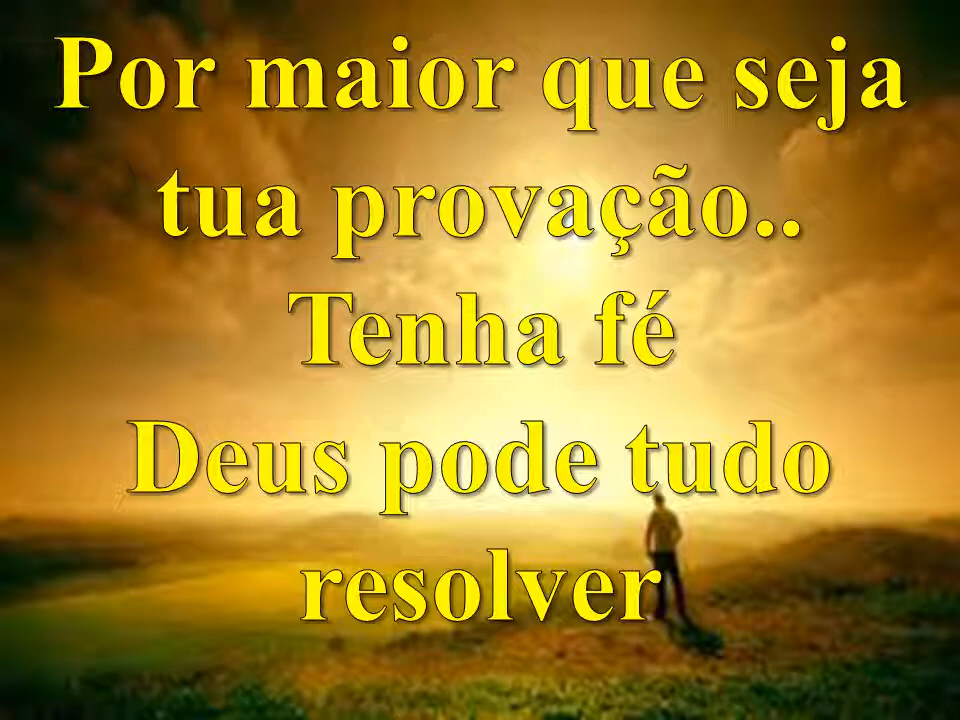 Por maior que seja
tua provação..
Tenha fé
Deus pode tudo
resolver